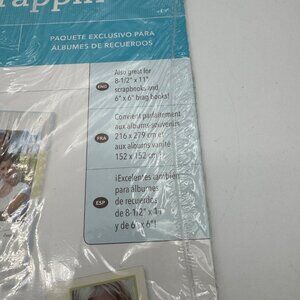 PAQUETE EXCLUSIVO PARA
ÁLBUMES DE RECUERDOS
ENG
Also great for
8-1/2" x 11"
scrapbooks and
6" x 6" brag books!
FRA
Convient parfaitement
aux albums-souvenirs
216 x 279 cm et
aux albums vanité
152 x 152 cm!
ESP
¡Excelentes también
para álbumes
de recuerdos
de 8-1/2" x 11"
y de 6" x 6"!